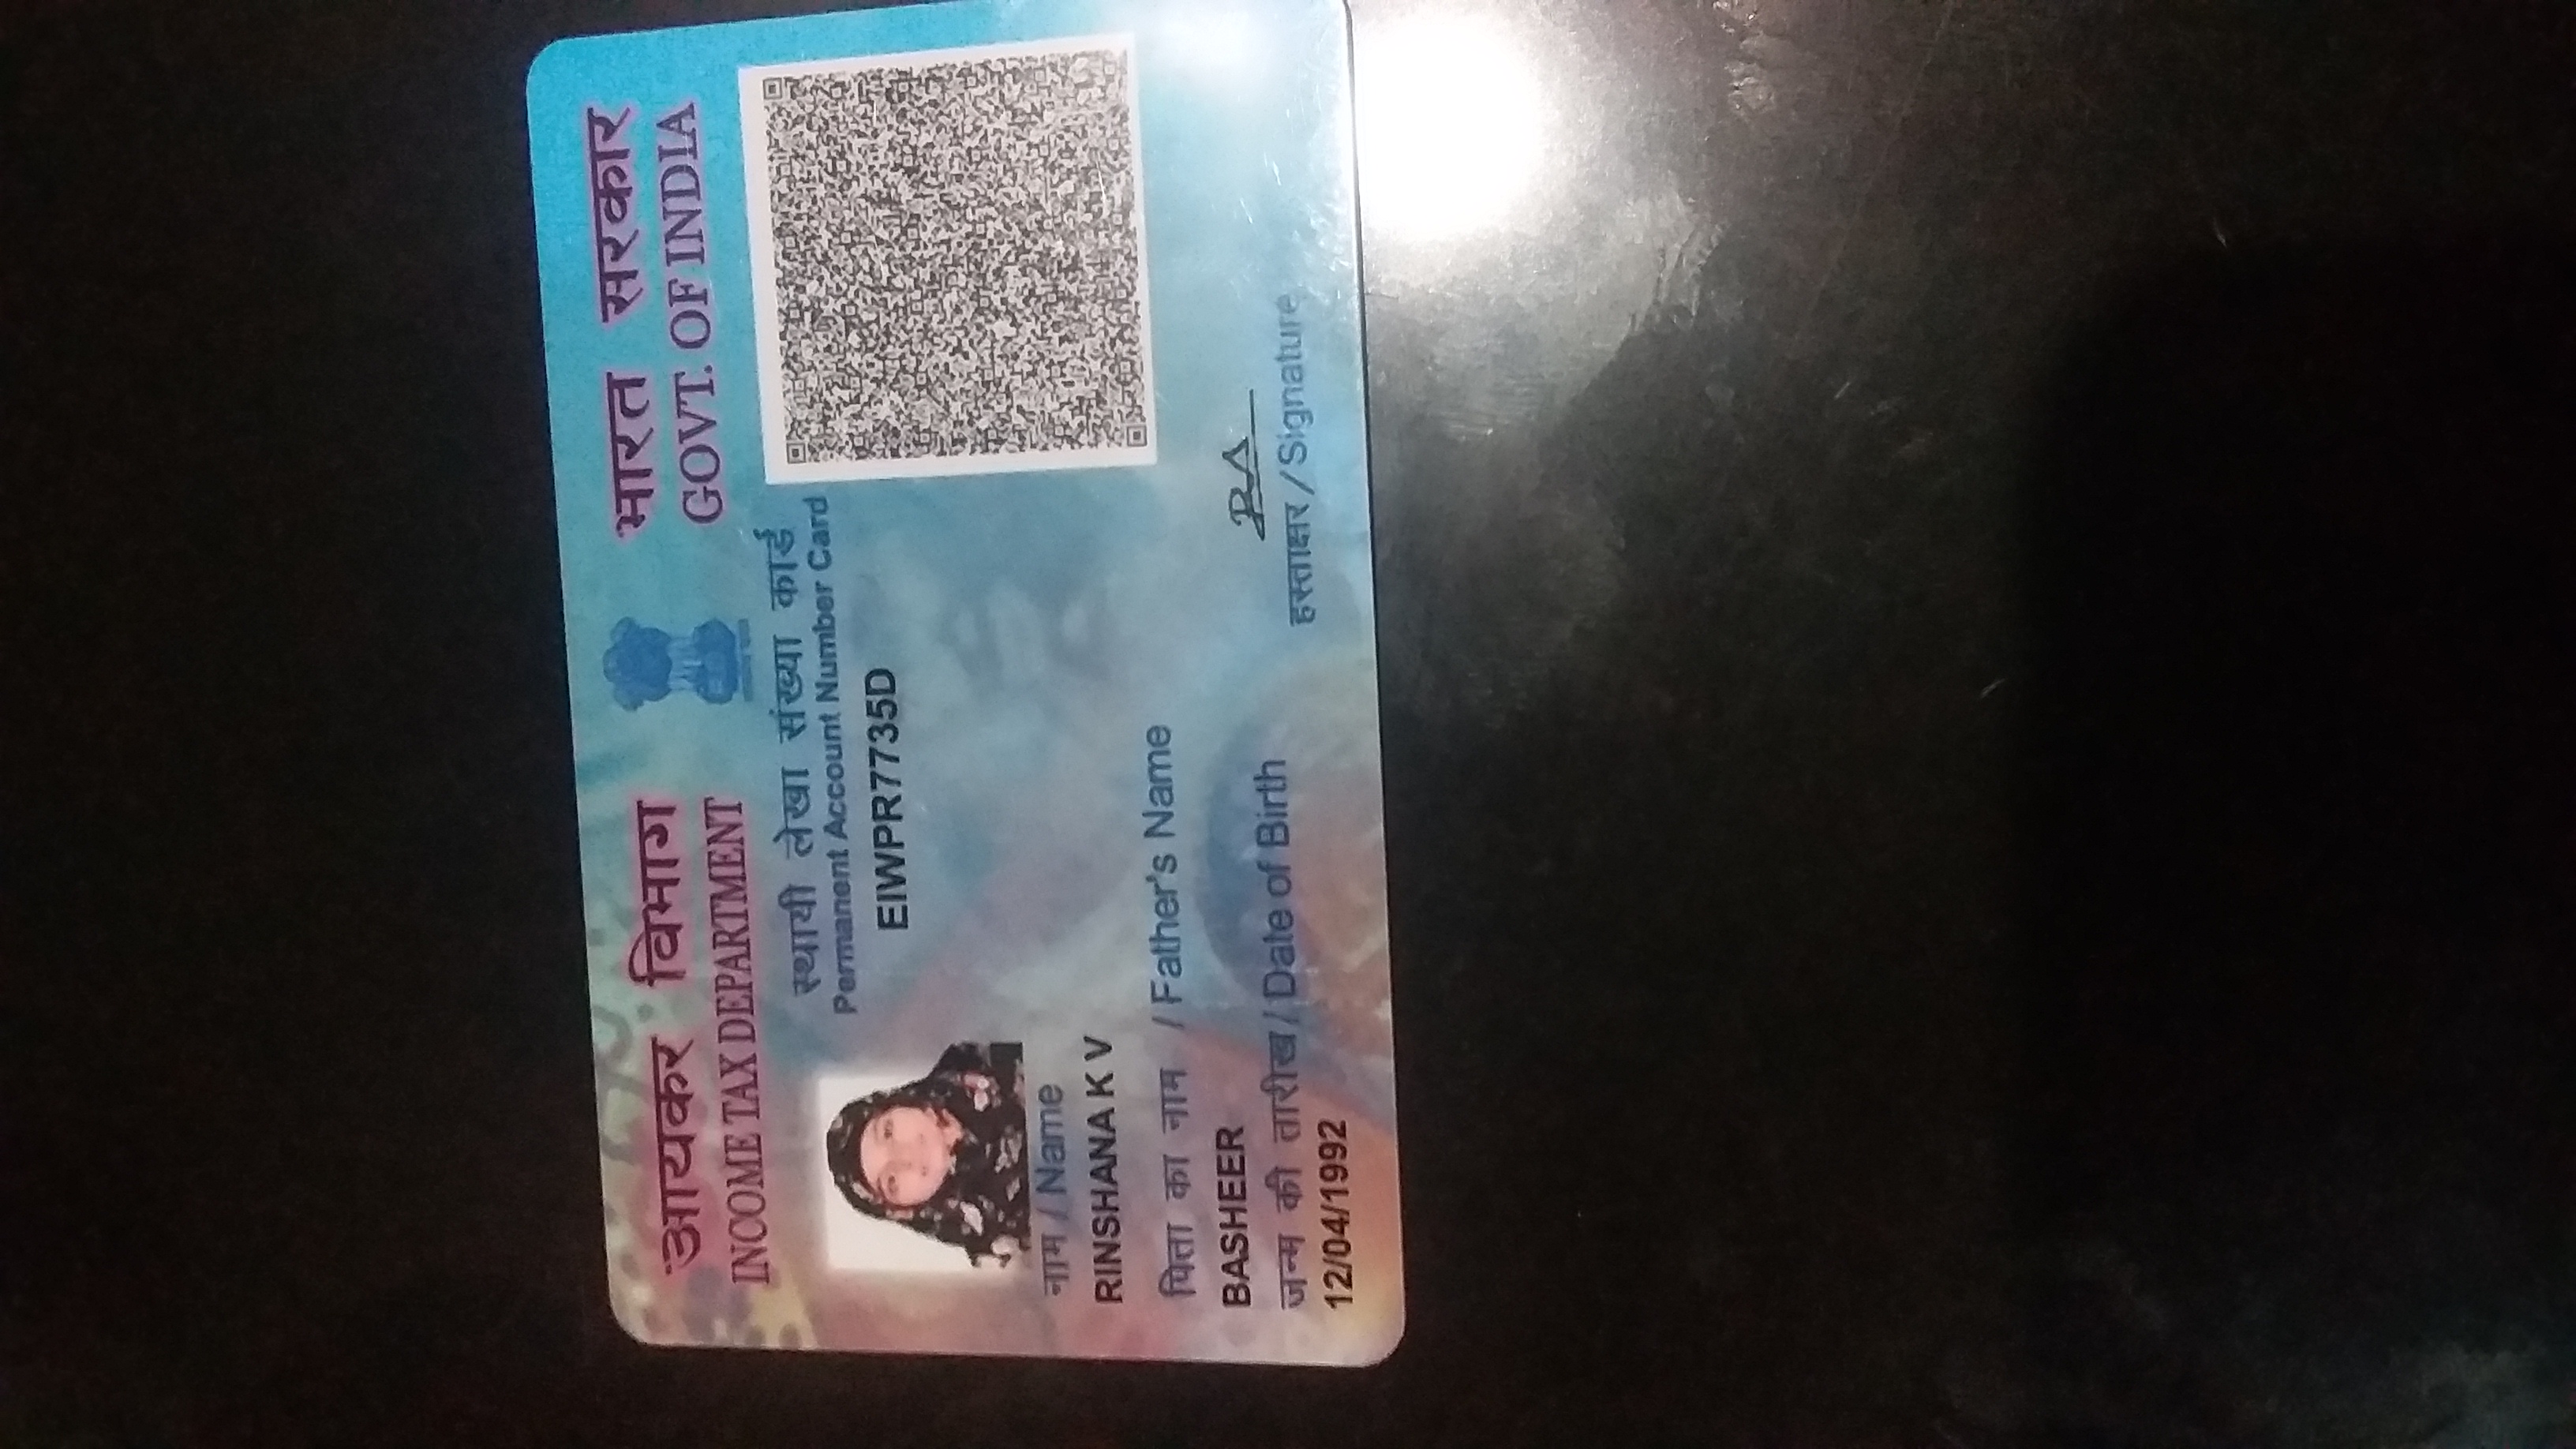 आयकर विभाग
INCOME TAX DEPARTMENT
भारत सरकार
GOVT. OF INDIA
स्थायी लेखा संख्या कार्ड
Permanent Account Number Card
EIWPR7735D
नाम / Name
RINSHANA K V
पिता का नाम / Father's Name
BASHEER
जन्म की तारीख / Date of Birth
12/04/1992
हस्ताक्षर / Signature